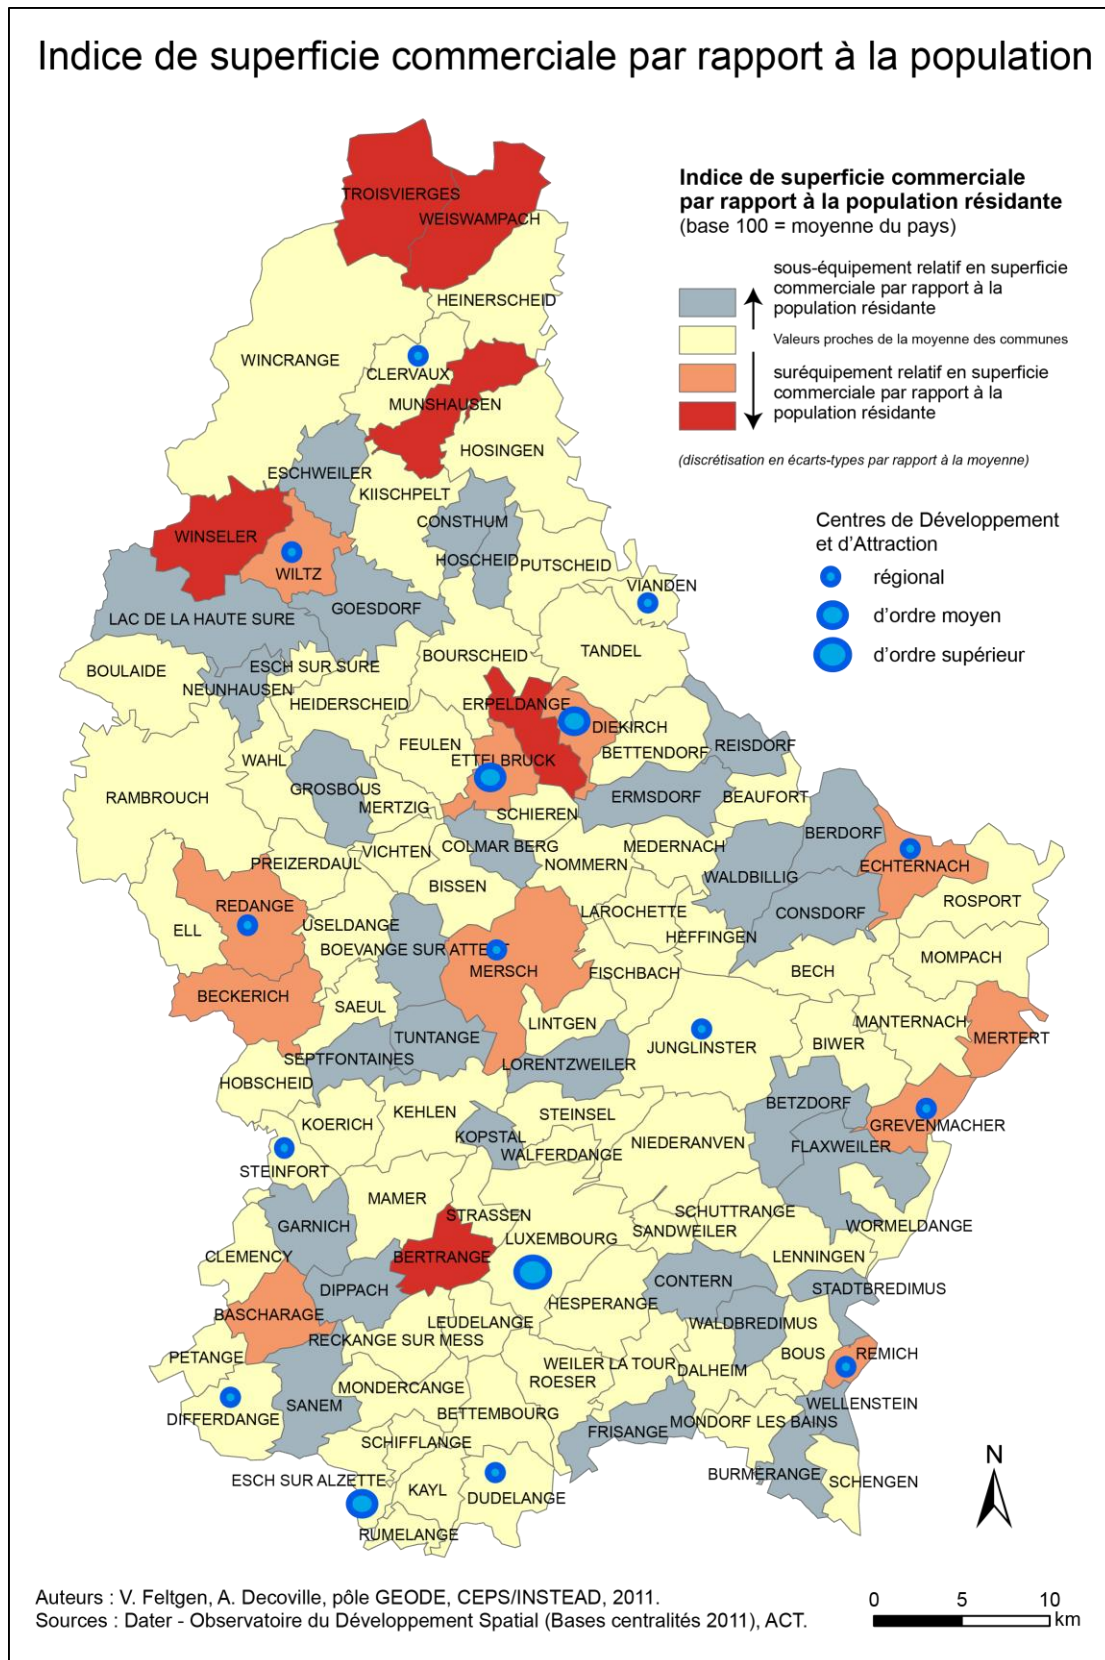 Indice de superficie commerciale par rapport à la population
Indice de superficie commerciale
par rapport à la population résidante
(base 100 = moyenne du pays)
sous-équipement relatif en superficie
commerciale par rapport à la
population résidante
Valeurs proches de la moyenne des communes
suréquipement relatif en superficie
commerciale par rapport à la
population résidante
(discrétisation en écarts-types par rapport à la moyenne)
Centres de Développement
et d'Attraction
régional
d'ordre moyen
d'ordre supérieur
TROISVIERGES
WEISWAMPACH
HEINERSCHEID
WINCRANGE
CLERVAUX
MUNSHAUSEN
HOSINGEN
ESCHWEILER
KIISCHPELT
CONSTHUM
WINSELER
HOSCHEID
PUTSCHEID
WILTZ
VIANDEN
GOESDORF
LAC DE LA HAUTE SURE
TANDEL
BOURSCHEID
BOULAIDE
ESCH SUR SURE
NEUNHAUSEN
HEIDERSCHEID
ERPELDANGE
DIEKIRCH
FEULEN
REISDORF
BETTENDORF
WAHL
ETTELBRUCK
GROSBOUS
RAMBROUCH
ERMSDORF
BEAUFORT
MERTZIG
SCHIEREN
BERDORF
COLMAR BERG
MEDERNACH
VICHTEN
PREIZERDAUL
NOMMERN
ECHTERNACH
WALDBILLIG
BISSEN
ROSPORT
REDANGE
LAROCHETTE
CONSDORF
USELDANGE
ELL
HEFFINGEN
BOEVANGE SUR ATTERT
MOMPACH
MERSCH
FISCHBACH
BECH
BECKERICH
SAEUL
LINTGEN
MANTERNACH
TUNTANGE
MERTERT
BIWER
JUNGLINSTER
SEPTFONTAINES
LORENTZWEILER
HOBSCHEID
BETZDORF
KEHLEN
STEINSEL
KOERICH
GREVENMACHER
KOPSTAL
NIEDERANVEN
FLAXWEILER
WALFERDANGE
STEINFORT
MAMER
SCHUTTRANGE
STRASSEN
GARNICH
WORMELDANGE
SANDWEILER
LUXEMBOURG
CLEMENCY
BERTRANGE
LENNINGEN
CONTERN
DIPPACH
STADTBREDIMUS
HESPERANGE
BASCHARAGE
LEUDELANGE
WALDBREDIMUS
RECKANGE SUR MESS
BOUS
REMICH
PETANGE
WEILER LA TOUR
DALHEIM
ROESER
MONDERCANGE
WELLENSTEIN
SANEM
BETTEMBOURG
DIFFERDANGE
MONDORF LES BAINS
FRISANGE
SCHIFFLANGE
BURMERANGE
ESCH SUR ALZETTE
SCHENGEN
KAYL
DUDELANGE
RUMELANGE
N
Auteurs : V. Feltgen, A. Decoville, pôle GEODE, CEPS/INSTEAD, 2011.
Sources : Dater - Observatoire du Développement Spatial (Bases centralités 2011), ACT.
0 5 10
km